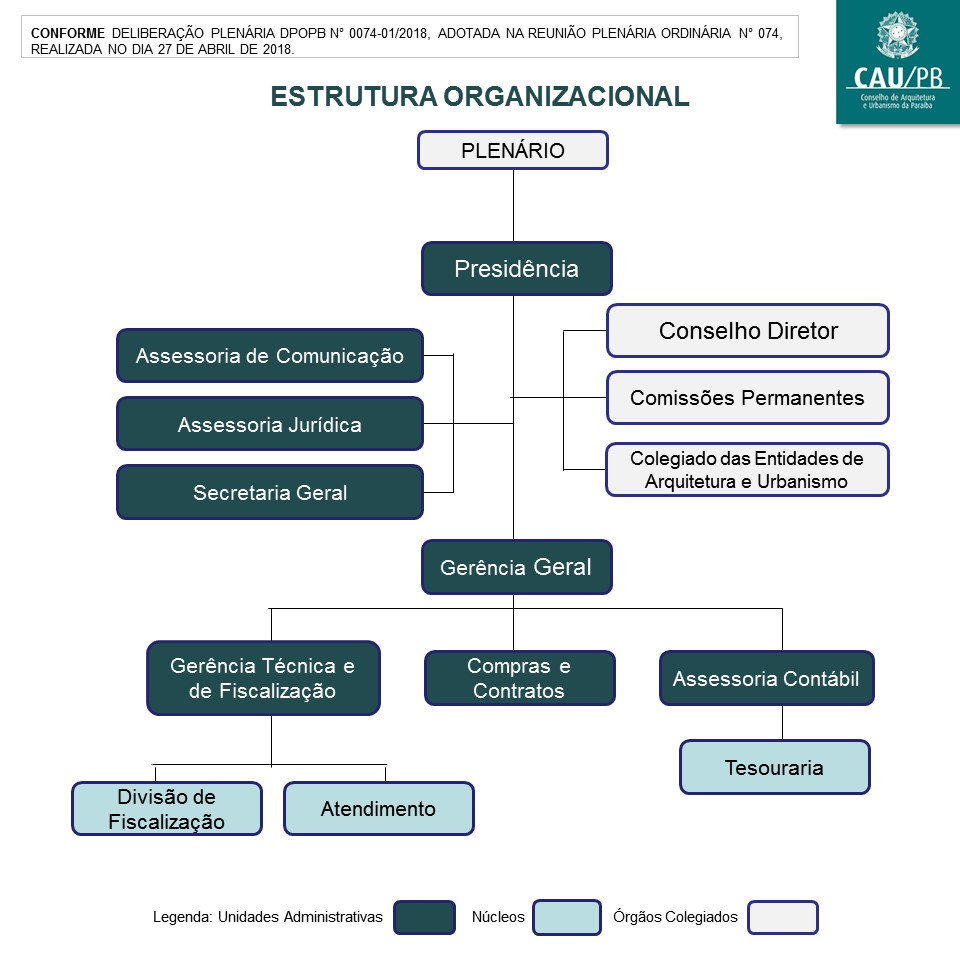 CONFORME DELIBERAÇÃO PLENÁRIA DPOPB N° 0074-01/2018, ADOTADA NA REUNIÃO PLENÁRIA ORDINÁRIA N° 074,
REALIZADA NO DIA 27 DE ABRIL DE 2018.
CAU/PB
Conselho de Arquitetura
e Urbanismo da Paraíba
ESTRUTURA ORGANIZACIONAL
PLENÁRIO
Presidência
Conselho Diretor
Assessoria de Comunicação
Comissões Permanentes
Assessoria Jurídica
Colegiado das Entidades de
Arquitetura e Urbanismo
Secretaria Geral
Gerência Geral
Gerência Técnica e
de Fiscalização
Compras e
Contratos
Assessoria Contábil
Tesouraria
Divisão de
Fiscalização
Atendimento
Legenda: Unidades Administrativas
Núcleos
Órgãos Colegiados